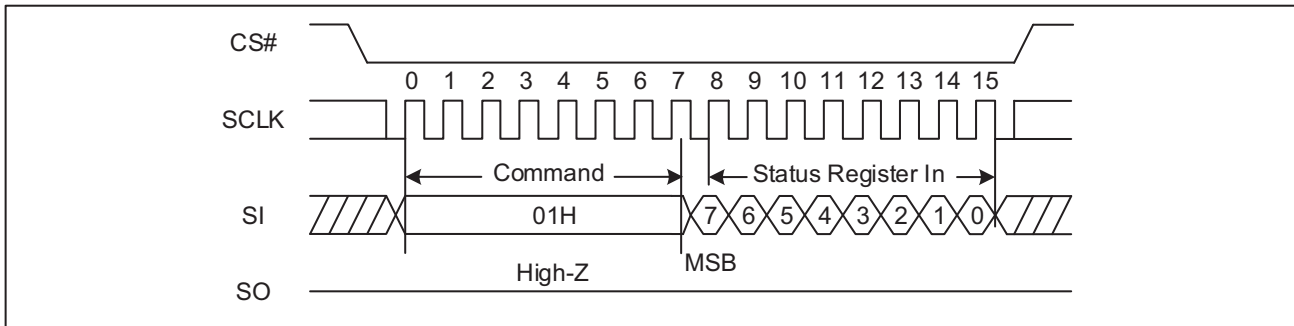 CS#
0 1 2 3 4 5 6 7 8 9 10 11 12 13 14 15
SCLK
Command Status Register In
SI 01H 7 6 5 4 3 2 1 0
High-Z MSB
SO